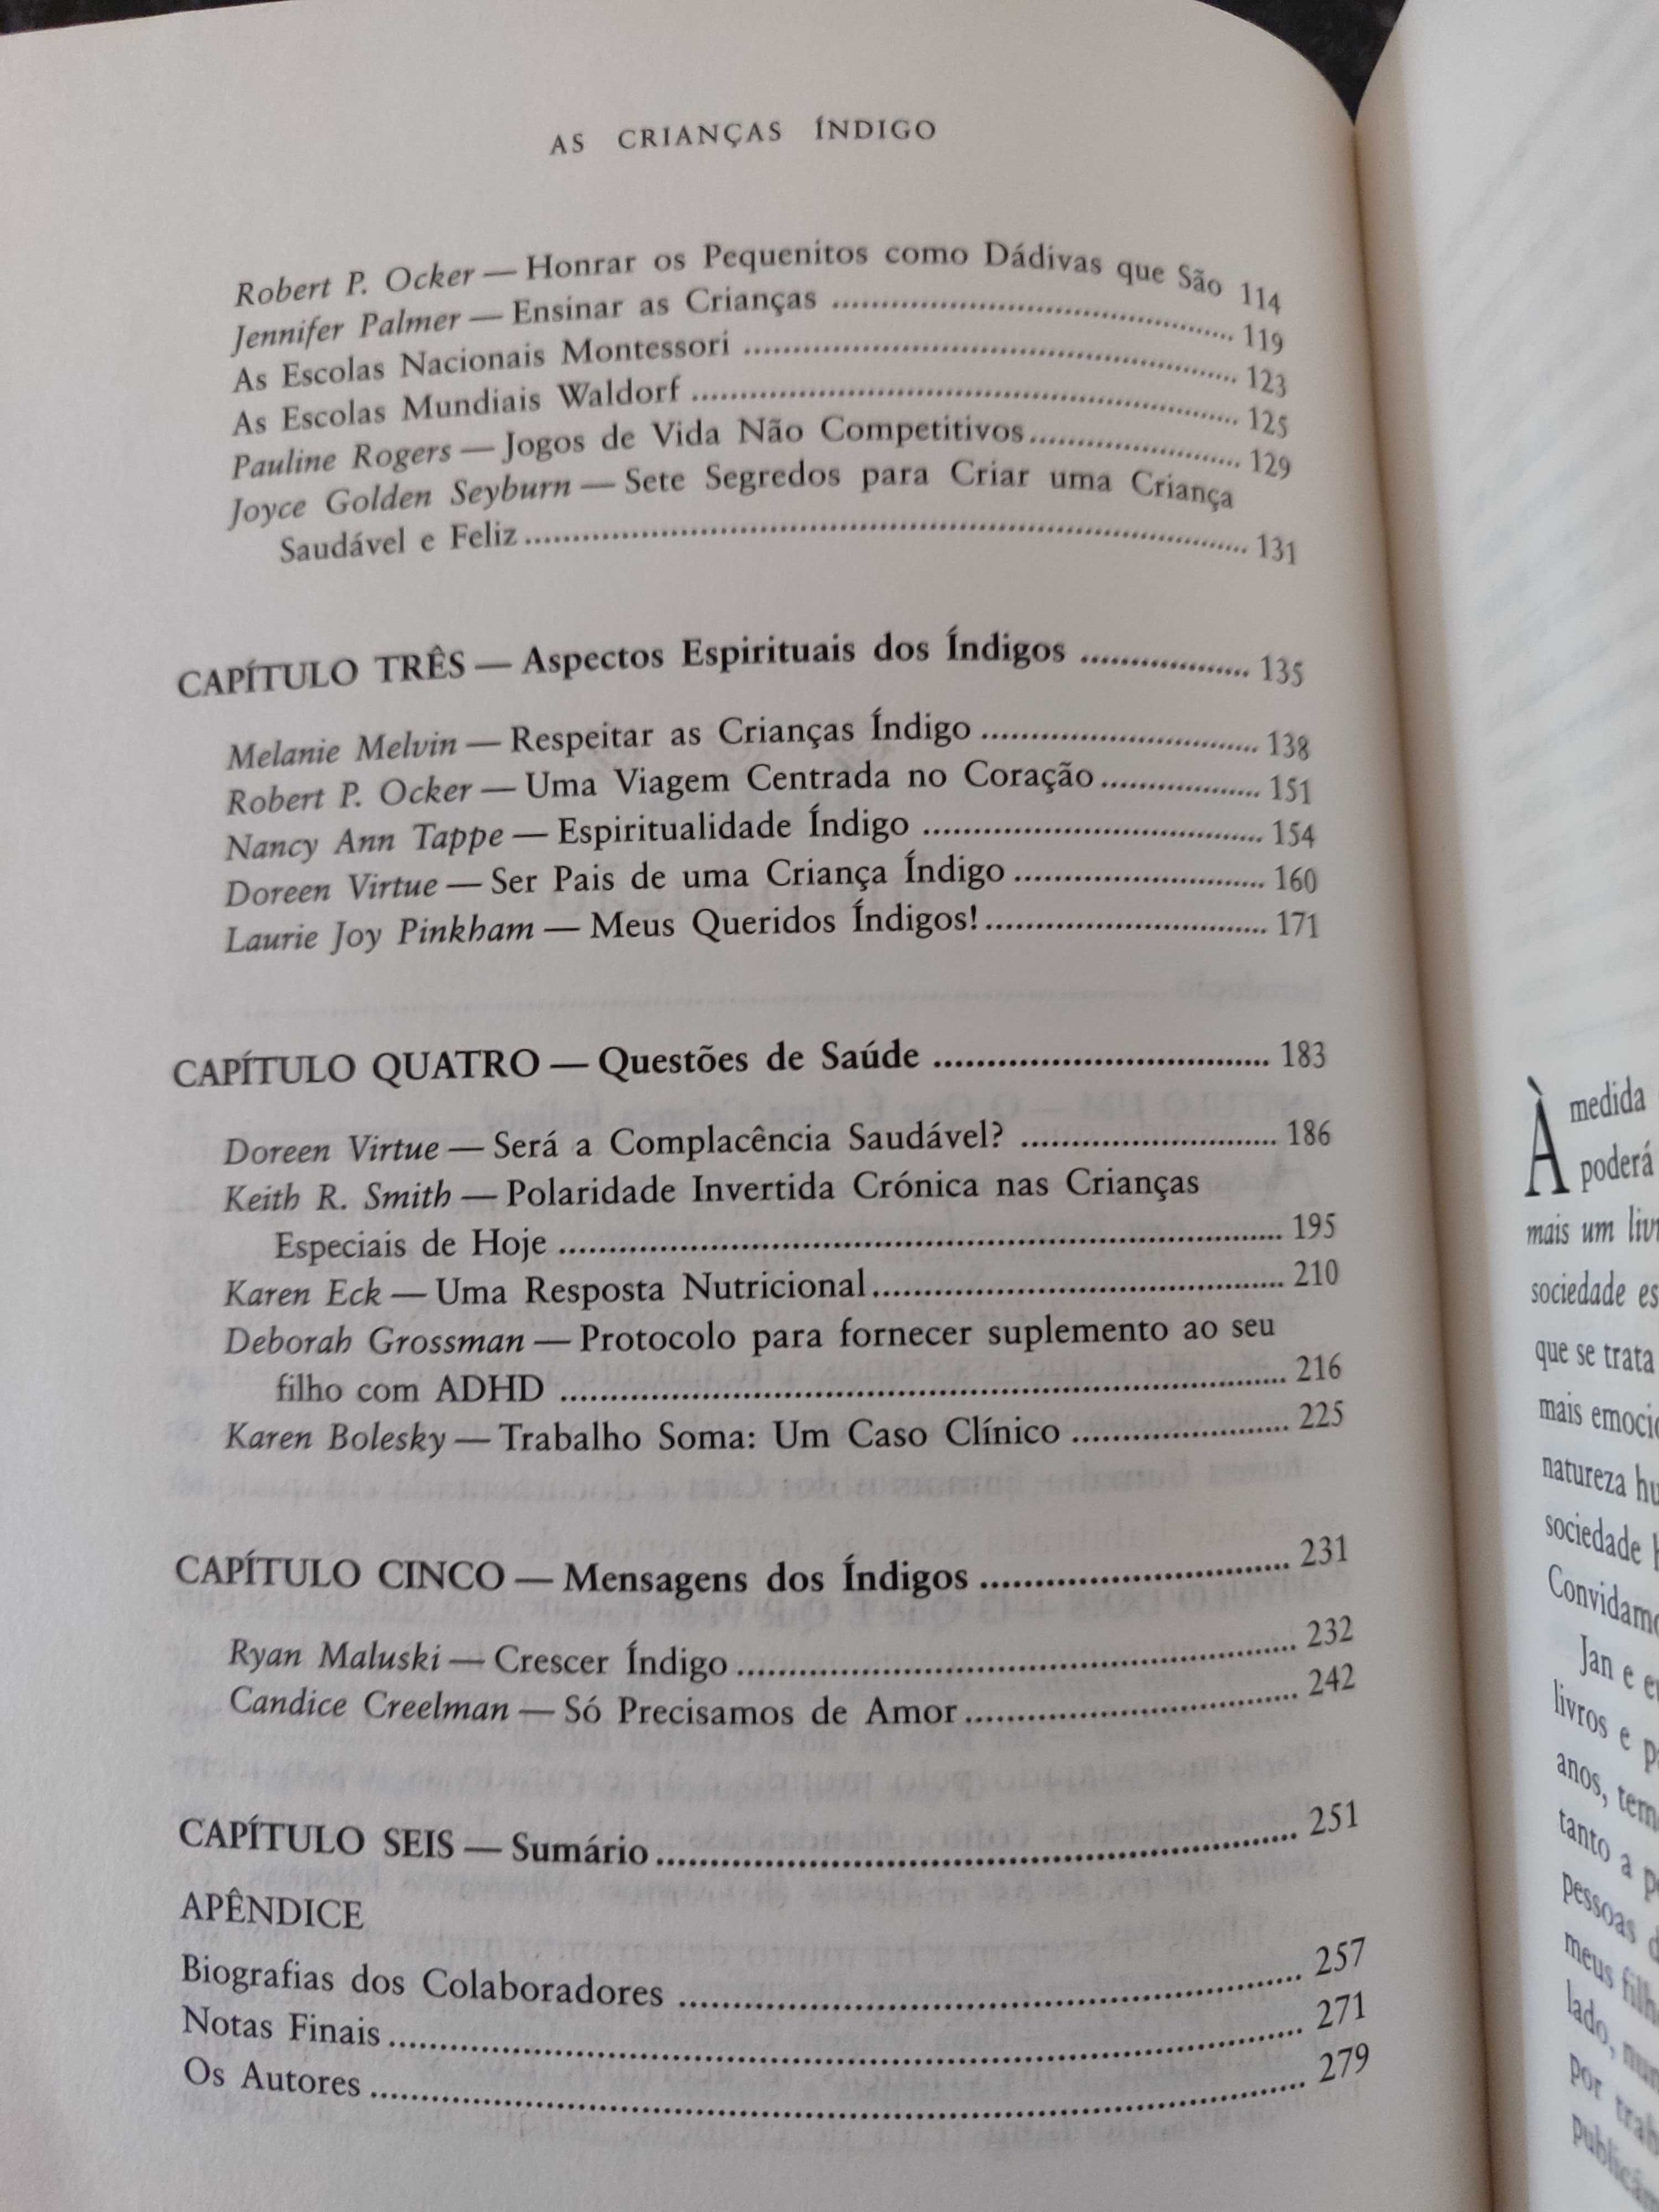 AS CRIANÇAS ÍNDIGO
Robert P. Ocker — Honrar os Pequenitos como Dádivas que São 114
Jennifer Palmer — Ensinar as Crianças ........................ 119
As Escolas Nacionais Montessori ........................ 123
As Escolas Mundiais Waldorf ........................ 125
Pauline Rogers — Jogos de Vida Não Competitivos ........................ 129
Joyce Golden Seyburn — Sete Segredos para Criar uma Criança
Saudável e Feliz ........................ 131
CAPÍTULO TRÊS — Aspectos Espirituais dos Índigos ........................ 135
Melanie Melvin — Respeitar as Crianças Índigo ........................ 138
Robert P. Ocker — Uma Viagem Centrada no Coração ........................ 151
Nancy Ann Tappe — Espiritualidade Índigo ........................ 154
Doreen Virtue — Ser Pais de uma Criança Índigo ........................ 160
Laurie Joy Pinkham — Meus Queridos Índigos! ........................ 171
CAPÍTULO QUATRO — Questões de Saúde ........................ 183
Doreen Virtue — Será a Complacência Saudável? ........................ 186
Keith R. Smith — Polaridade Invertida Crónica nas Crianças
Especiais de Hoje ........................ 195
Karen Eck — Uma Resposta Nutricional ........................ 210
Deborah Grossman — Protocolo para fornecer suplemento ao seu
filho com ADHD ........................ 216
Karen Bolesky — Trabalho Soma: Um Caso Clínico ........................ 225
CAPÍTULO CINCO — Mensagens dos Índigos ........................ 231
Ryan Maluski — Crescer Índigo ........................ 232
Candice Creelman — Só Precisamos de Amor ........................ 242
CAPÍTULO SEIS — Sumário ........................ 251
APÊNDICE
Biografias dos Colaboradores ........................ 257
Notas Finais ........................ 271
Os Autores ........................ 279
À medida
poderá
mais um
sociedade
que se trata
mais
natureza
sociedade
Jan e
livros e
anos,
tanto a
pessoas
meus
lado,
por